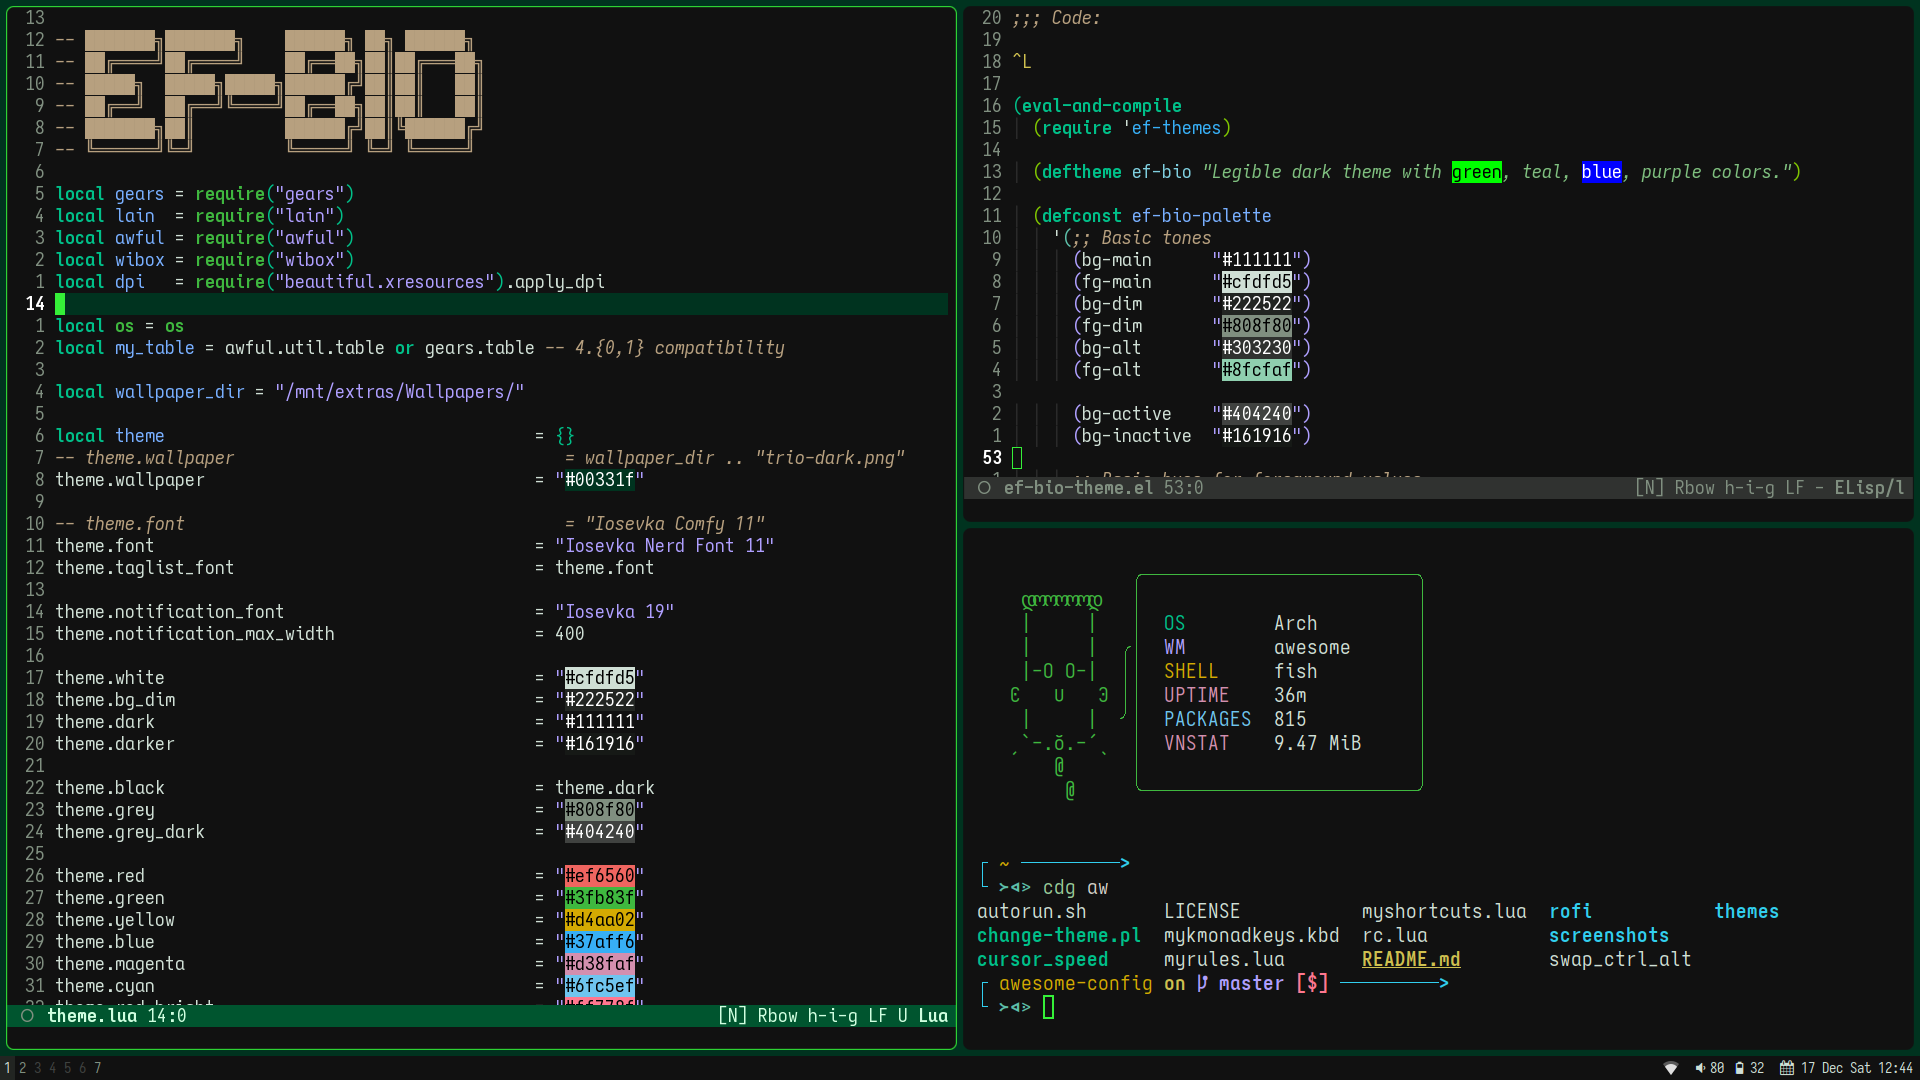 13
12 --
11 --
10 --
9 --
8 --
7 --
EF-BIO
6
5 local gears = require("gears")
4 local lain  = require("lain")
3 local awful = require("awful")
2 local wibox = require("wibox")
1 local dpi   = require("beautiful.xresources").apply_dpi
14
1 local os = os
2 local my_table = awful.util.table or gears.table -- 4.{0,1} compatibility
3
4 local wallpaper_dir = "/mnt/extras/Wallpapers/"
5
6 local theme = {}
7 -- theme.wallpaper = wallpaper_dir .. "trio-dark.png"
8 theme.wallpaper = "#00331f"
9
10 -- theme.font = "Iosevka Comfy 11"
11 theme.font = "Iosevka Nerd Font 11"
12 theme.taglist_font = theme.font
13
14 theme.notification_font = "Iosevka 19"
15 theme.notification_max_width = 400
16
17 theme.white = "#cfdfd5"
18 theme.bg_dim = "#222522"
19 theme.dark = "#111111"
20 theme.darker = "#161916"
21
22 theme.black = theme.dark
23 theme.grey = "#808f80"
24 theme.grey_dark = "#404240"
25
26 theme.red = "#ef6560"
27 theme.green = "#3fb83f"
28 theme.yellow = "#d4aa02"
29 theme.blue = "#37aff6"
30 theme.magenta = "#d38faf"
31 theme.cyan = "#6fc5ef"
theme.lua 14:0 [N] Rbow h-i-g LF U Lua
20 ;;; Code:
19
18 ^L
17
16 (eval-and-compile
15 (require 'ef-themes)
14
13 (deftheme ef-bio "Legible dark theme with green, teal, blue, purple colors.")
12
11 (defconst ef-bio-palette
10 '(;; Basic tones
9 (bg-main "#111111")
8 (fg-main "#cfdfd5")
7 (bg-dim "#222522")
6 (fg-dim "#808f80")
5 (bg-alt "#303230")
4 (fg-alt "#8fcfaf")
3
2 (bg-active "#404240")
1 (bg-inactive "#161916")
53
ef-bio-theme.el 53:0 [N] Rbow h-i-g LF - ELisp/l
OS Arch
WM awesome
SHELL fish
UPTIME 36m
PACKAGES 815
VNSTAT 9.47 MiB
~
cdg aw
autorun.sh LICENSE myshortcuts.lua rofi themes
change-theme.pl mykmonadkeys.kbd rc.lua screenshots
cursor_speed myrules.lua README.md swap_ctrl_alt
awesome-config on master [$]
1 2 3 4 5 6 7
80 32 17 Dec Sat 12:44